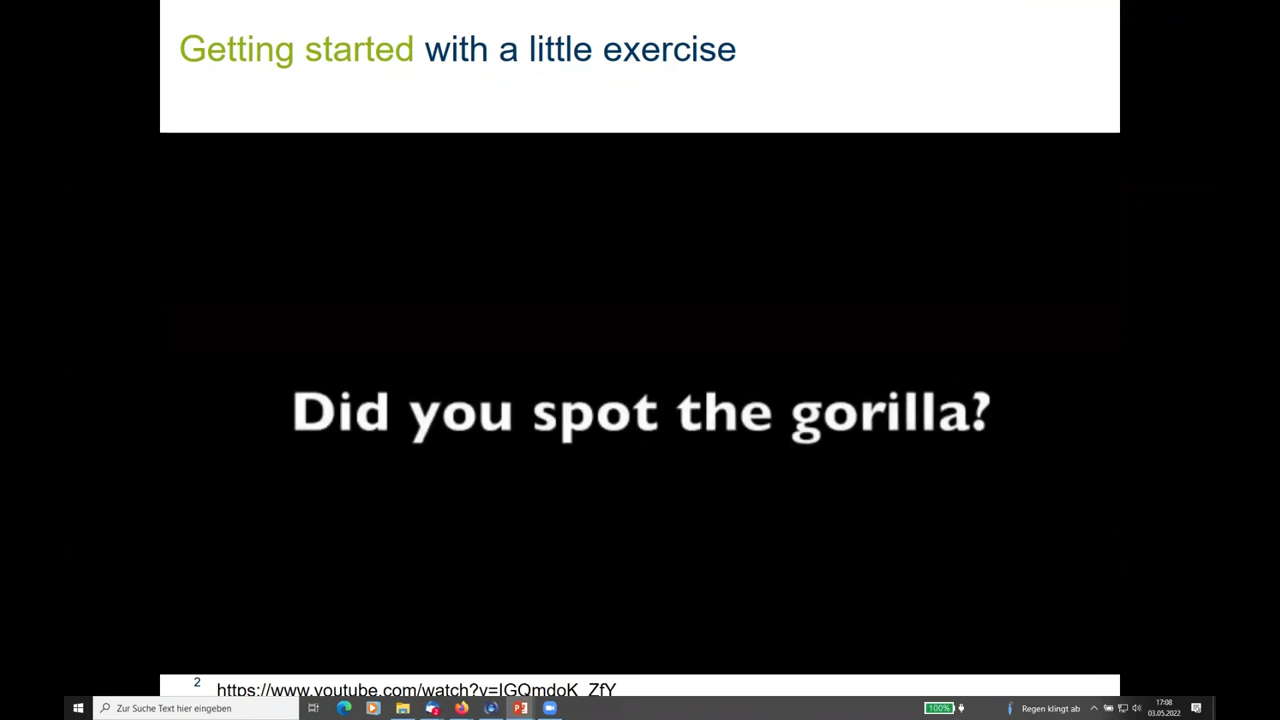 Getting started with a little exercise
Did you spot the gorilla?
2
https://www.youtube.com/watch?v=IGQmdoK_ZfY
Zur Suche Text hier eingeben
2
100%
Regen klingt ab
17:08
03.05.2022